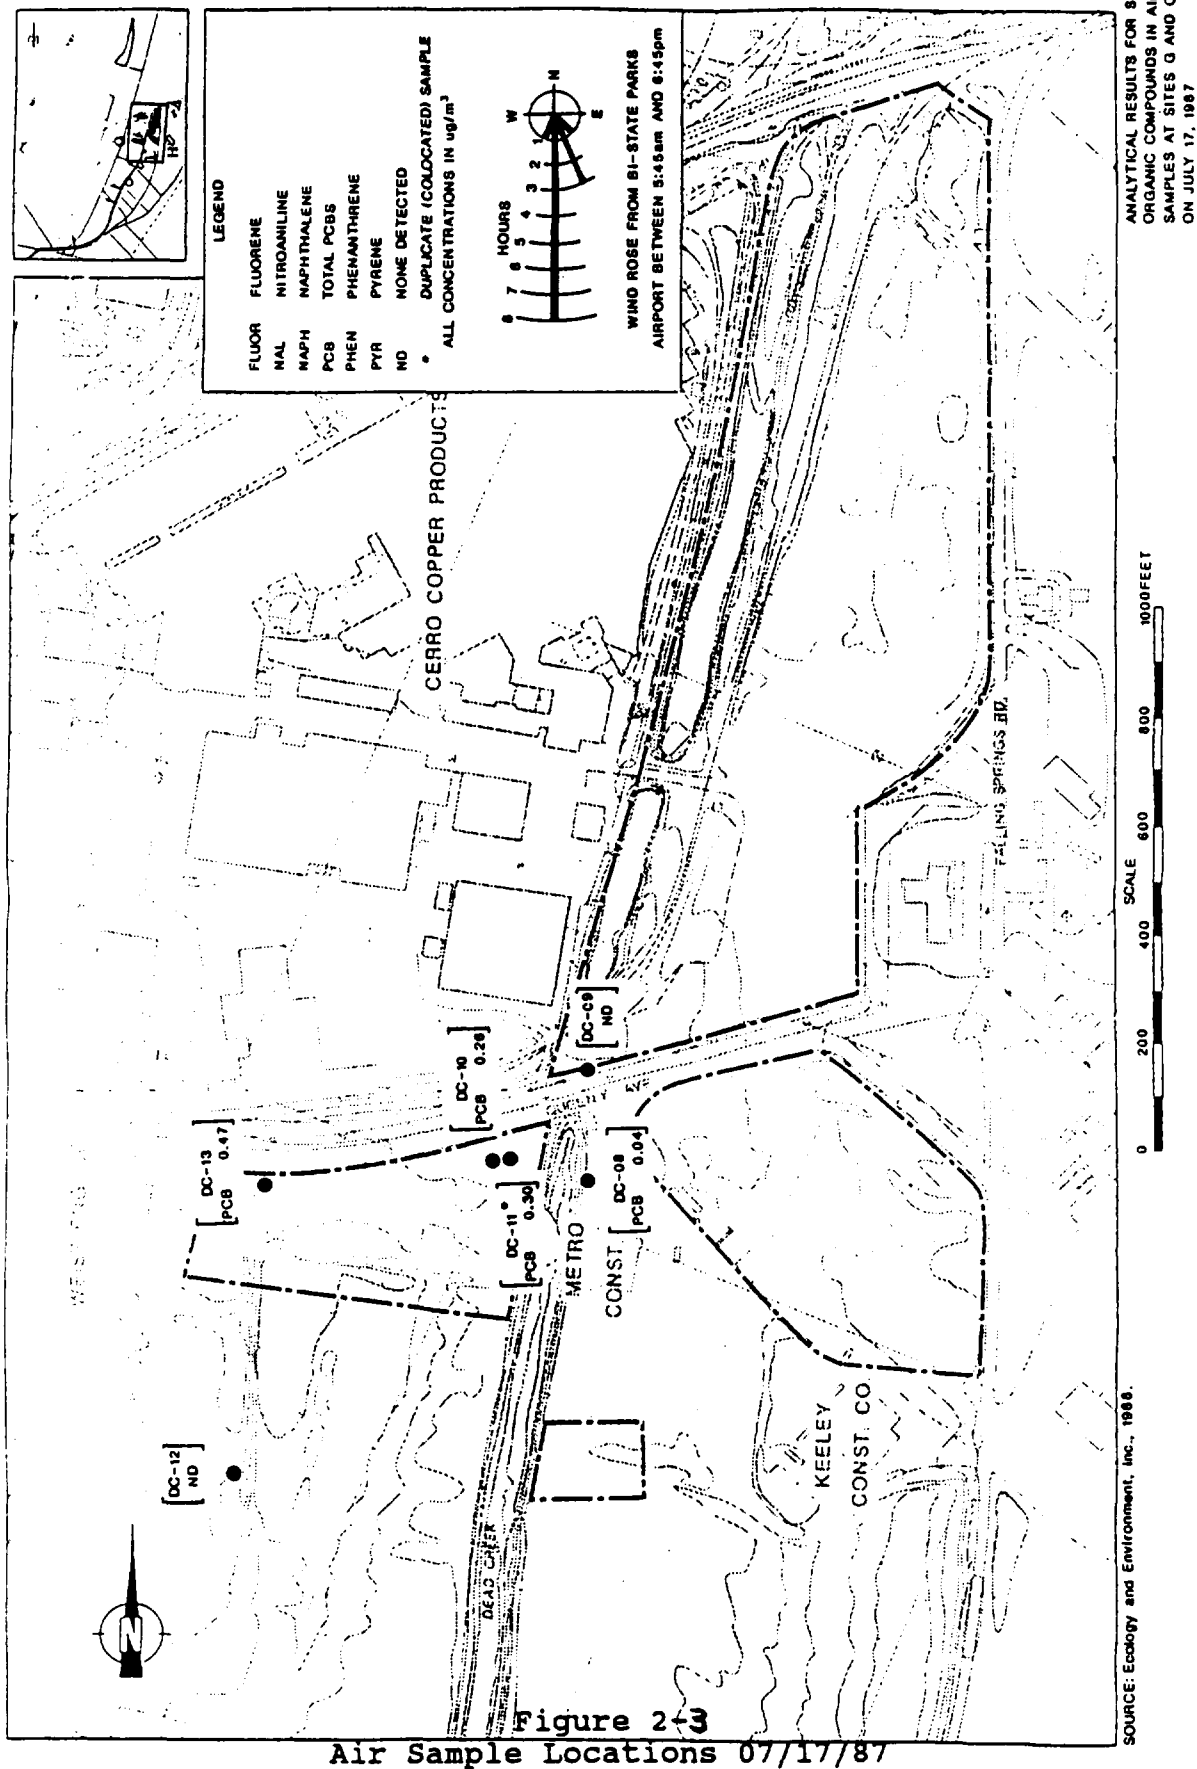 LEGEND
FLUOR FLUORENE
NAL NITROANILINE
NAPH NAPHTHALENE
PCB TOTAL PCBS
PHEN PHENANTHRENE
PYR PYRENE
ND NONE DETECTED
* DUPLICATE (COLOCATED) SAMPLE
ALL CONCENTRATIONS IN ug/m³
HOURS
8 7 6 5 4 3 2 1
W
N
E
WIND ROSE FROM BI-STATE PARKS
AIRPORT BETWEEN 5:45am AND 6:45pm
CERRO COPPER PRODUCTS
DC-13
PCB 0.47
DC-10
PCB 0.26
DC-09
ND
DC-11*
PCB 0.30
DC-08
PCB 0.04
DC-12
ND
METRO
CONST
KEELEY
CONST. CO
DEAD CREEK
FALLING SPRINGS RD
N
SCALE
0 200 400 600 800 1000FEET
SOURCE: Ecology and Environment, Inc., 1988.
ANALYTICAL RESULTS FOR
ORGANIC COMPOUNDS IN
SAMPLES AT SITES G AND
ON JULY 17, 1987
Figure 2-3
Air Sample Locations 07/17/87